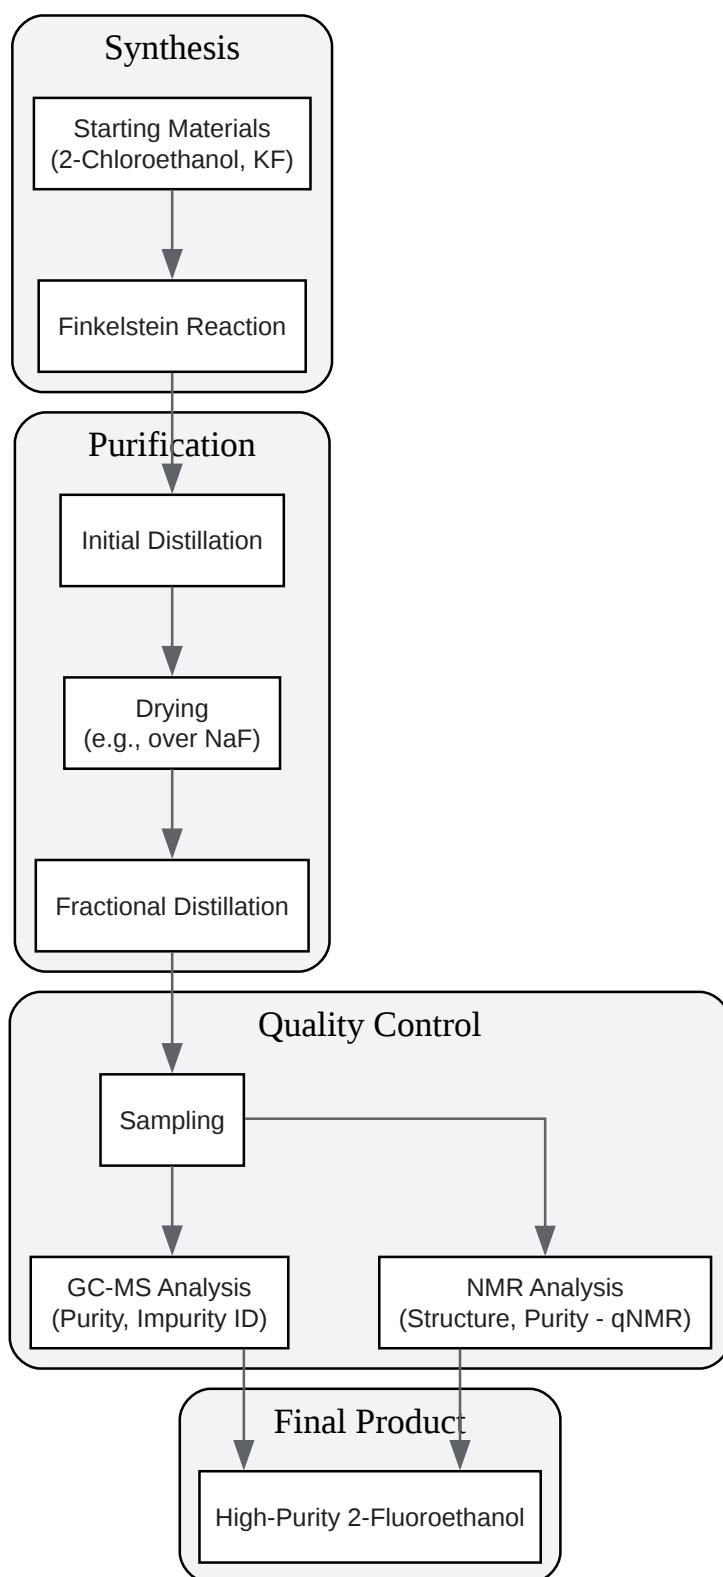 Synthesis
Starting Materials
(2-Chloroethanol, KF)
Finkelstein Reaction
Purification
Initial Distillation
Drying
(e.g., over NaF)
Fractional Distillation
Quality Control
Sampling
GC-MS Analysis
(Purity, Impurity ID)
NMR Analysis
(Structure, Purity - qNMR)
Final Product
High-Purity 2-Fluoroethanol